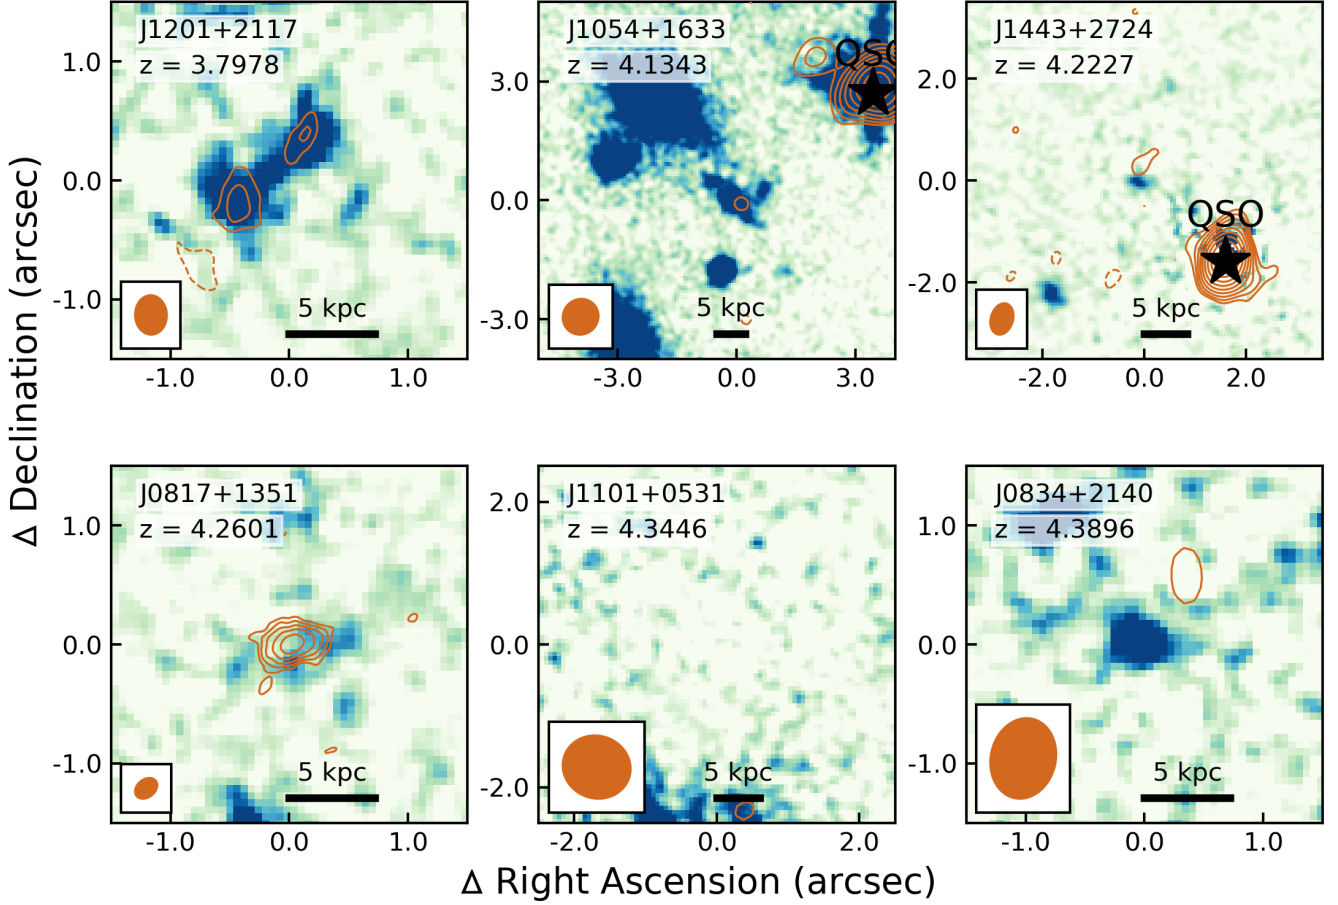 J1201+2117
z = 3.7978
1.0
0.0
-1.0
5 kpc
-1.0 0.0 1.0
J1054+1633
z = 4.1343
QSO
3.0
0.0
-3.0
5 kpc
-3.0 0.0 3.0
J1443+2724
z = 4.2227
QSO
2.0
0.0
-2.0
5 kpc
-2.0 0.0 2.0
Δ Declination (arcsec)
J0817+1351
z = 4.2601
1.0
0.0
-1.0
5 kpc
-1.0 0.0 1.0
J1101+0531
z = 4.3446
2.0
0.0
-2.0
5 kpc
-2.0 0.0 2.0
J0834+2140
z = 4.3896
1.0
0.0
-1.0
5 kpc
-1.0 0.0 1.0
Δ Right Ascension (arcsec)